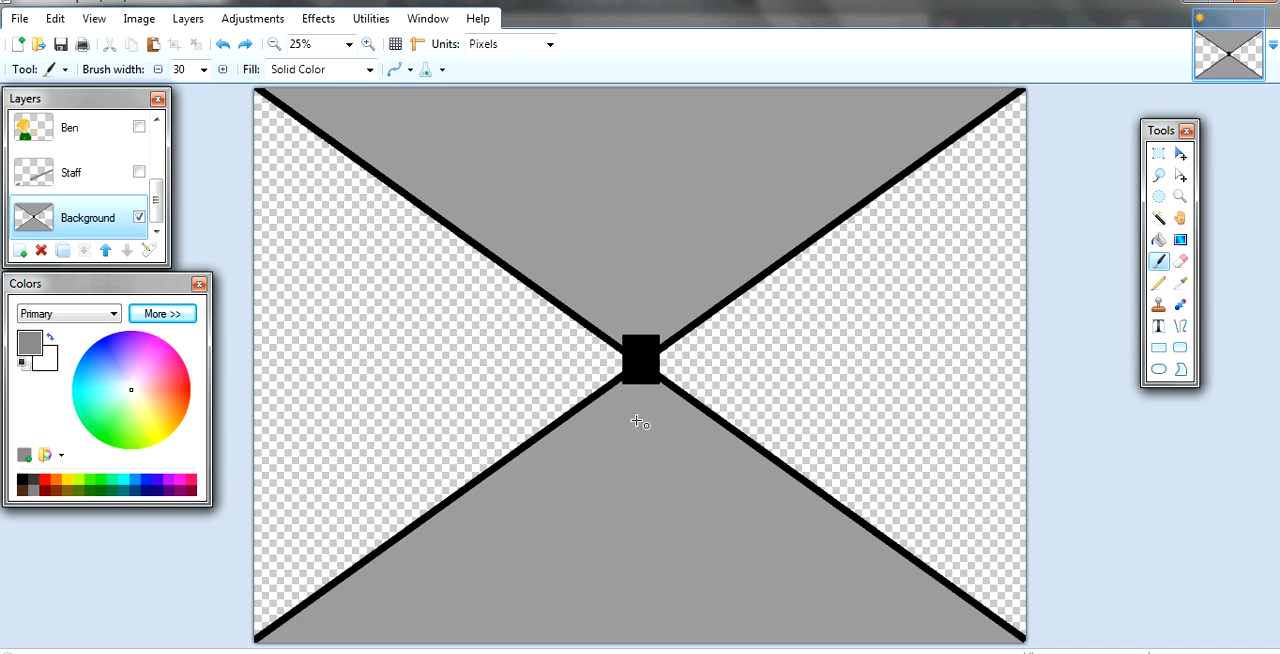 File Edit View Image Layers Adjustments Effects Utilities Window Help
25% Units: Pixels
Tool: Brush width: 30 Fill: Solid Color
Layers
Ben
Staff
Background
Colors
Primary More >>
Tools